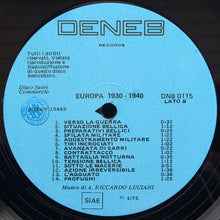 DENEB
RECORDS
Tutti i diritti
riservati. Vietata
riproduzione e
Radiodiffusione
di questo disco
depositato.
Disco fuori
Commercio
EUROPA 1930 - 1940
DNB 0115
LATO B
1. VERSO LA GUERRA
2. SITUAZIONE BELLICA
3. PREPARATIVI BELLICI
4. SFILATA MILITARE
5. ADDESTRAMENTO MILITARE
6. TIRI INCROCIATI
7. AVANZATA DI CARRI
8. CONTRATTACCO
9. BATTAGLIA NOTTURNA
10. TENSIONE BELLICA
11. SOTTO LE MACERIE
12. AZIONE IRREVERSIBILE
13. L'AGGUATO
14. PROFUGHI
Musica di A. RICCARDO LUCIANI
SIAE
4/75